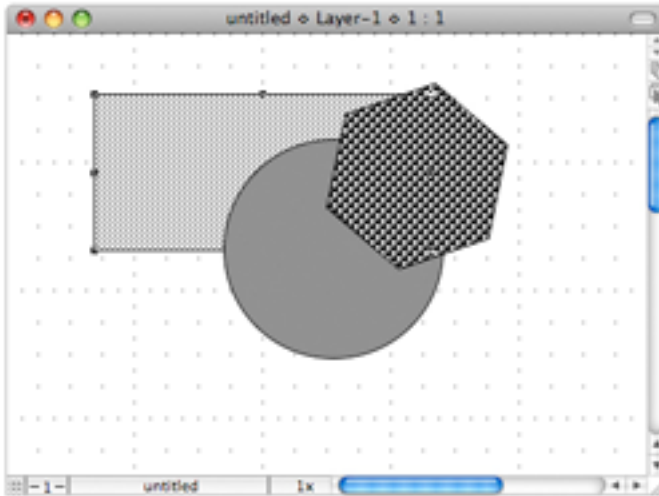 untitled ⋄ Layer-1 ⋄ 1 : 1
-1- untitled 1x